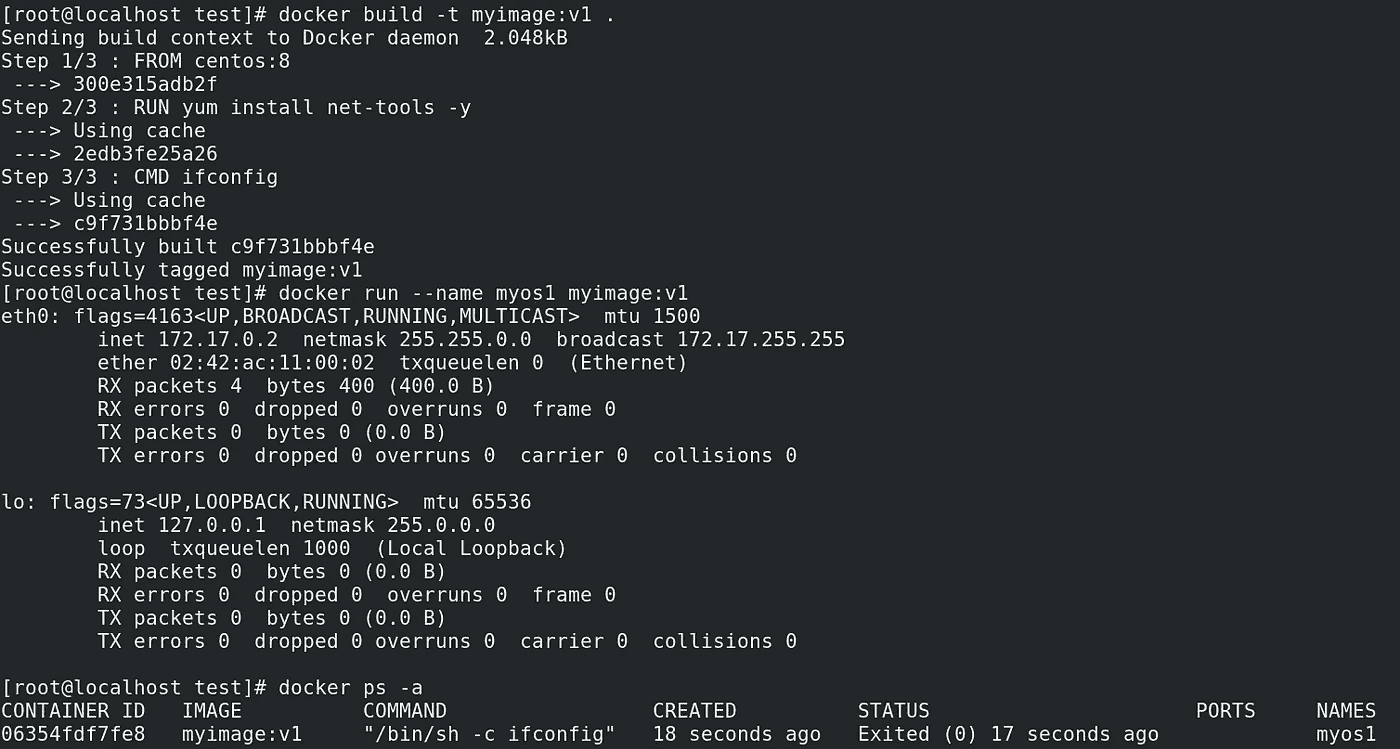 [root@localhost test]# docker build -t myimage:v1 .
Sending build context to Docker daemon  2.048kB
Step 1/3 : FROM centos:8
 ---> 300e315adb2f
Step 2/3 : RUN yum install net-tools -y
 ---> Using cache
 ---> 2edb3fe25a26
Step 3/3 : CMD ifconfig
 ---> Using cache
 ---> c9f731bbbf4e
Successfully built c9f731bbbf4e
Successfully tagged myimage:v1
[root@localhost test]# docker run --name myos1 myimage:v1
eth0: flags=4163<UP,BROADCAST,RUNNING,MULTICAST>  mtu 1500
        inet 172.17.0.2  netmask 255.255.0.0  broadcast 172.17.255.255
        ether 02:42:ac:11:00:02  txqueuelen 0  (Ethernet)
        RX packets 4  bytes 400 (400.0 B)
        RX errors 0  dropped 0  overruns 0  frame 0
        TX packets 0  bytes 0 (0.0 B)
        TX errors 0  dropped 0 overruns 0  carrier 0  collisions 0

lo: flags=73<UP,LOOPBACK,RUNNING>  mtu 65536
        inet 127.0.0.1  netmask 255.0.0.0
        loop  txqueuelen 1000  (Local Loopback)
        RX packets 0  bytes 0 (0.0 B)
        RX errors 0  dropped 0  overruns 0  frame 0
        TX packets 0  bytes 0 (0.0 B)
        TX errors 0  dropped 0 overruns 0  carrier 0  collisions 0

[root@localhost test]# docker ps -a
CONTAINER ID   IMAGE          COMMAND                  CREATED          STATUS                      PORTS     NAMES
06354fdf7fe8   myimage:v1     "/bin/sh -c ifconfig"   18 seconds ago   Exited (0) 17 seconds ago             myos1